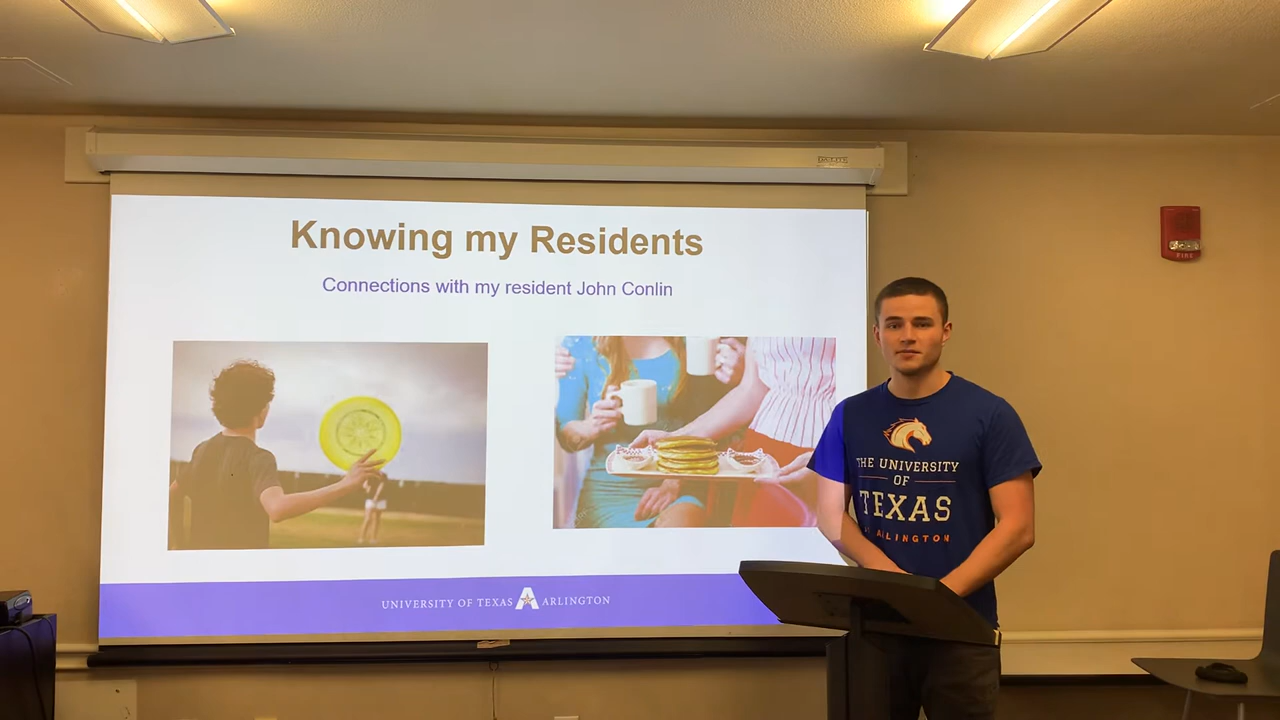 Knowing my Residents
Connections with my resident John Conlin
UNIVERSITY OF TEXAS A ARLINGTON
THE UNIVERSITY
OF
TEXAS
ARLINGTON
FIRE